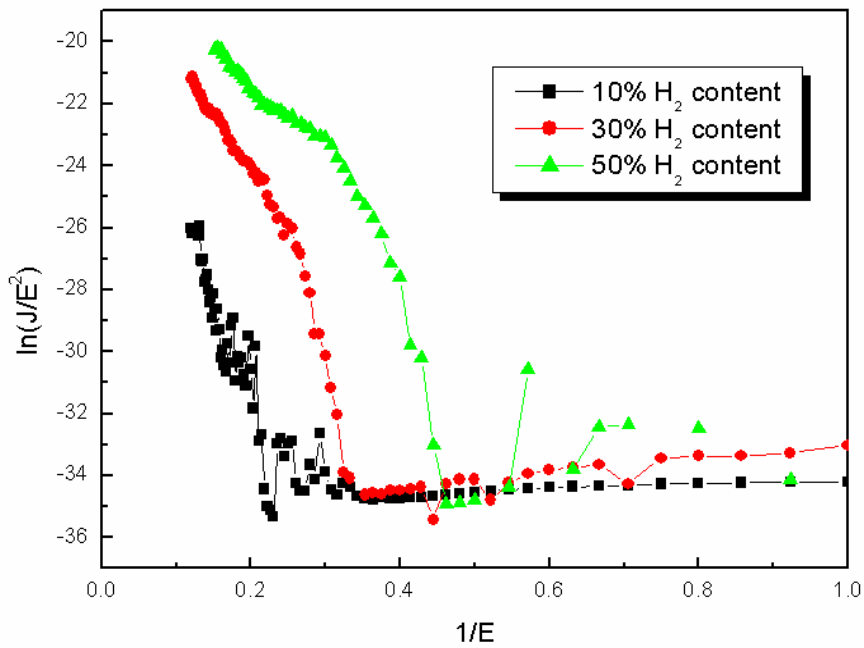 -20
-22
-24
-26
-28
-30
-32
-34
-36
ln(J/E²)
10% H₂ content
30% H₂ content
50% H₂ content
0.0 0.2 0.4 0.6 0.8 1.0
1/E